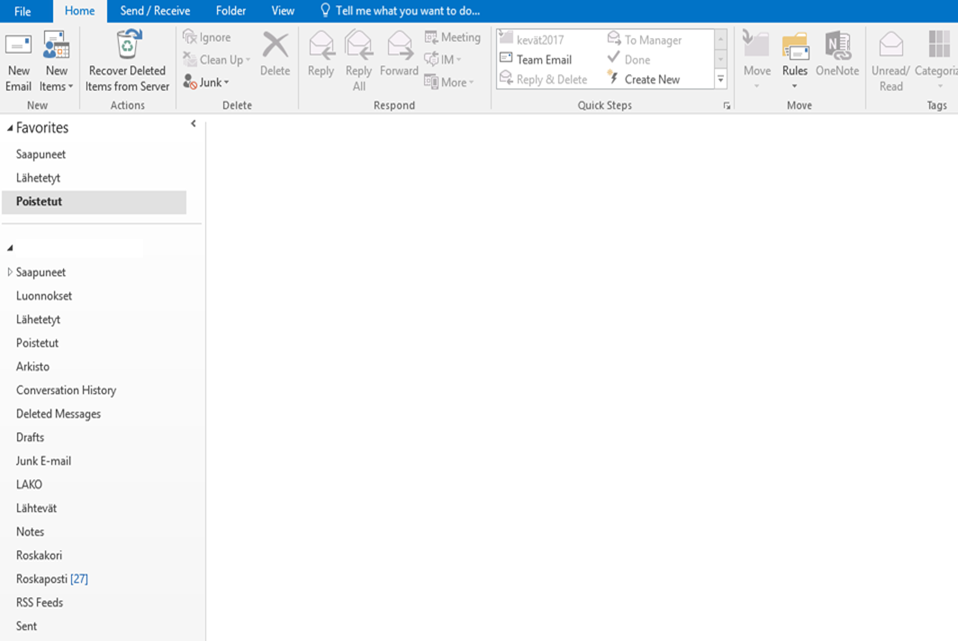 File Home Send / Receive Folder View Tell me what you want to do...
New Email
New Items
New
Recover Deleted Items from Server
Actions
Ignore
Clean Up
Junk
Delete
Delete
Reply
Reply All
Forward
Meeting
IM
More
Respond
kevät2017
Team Email
Reply & Delete
To Manager
Done
Create New
Quick Steps
Move
Rules
OneNote
Move
Unread/ Read
Categoriz
Tags
Favorites
Saapuneet
Lähetetyt
Poistetut
Saapuneet
Luonnokset
Lähetetyt
Poistetut
Arkisto
Conversation History
Deleted Messages
Drafts
Junk E-mail
LAKO
Lähtevät
Notes
Roskakori
Roskaposti [27]
RSS Feeds
Sent